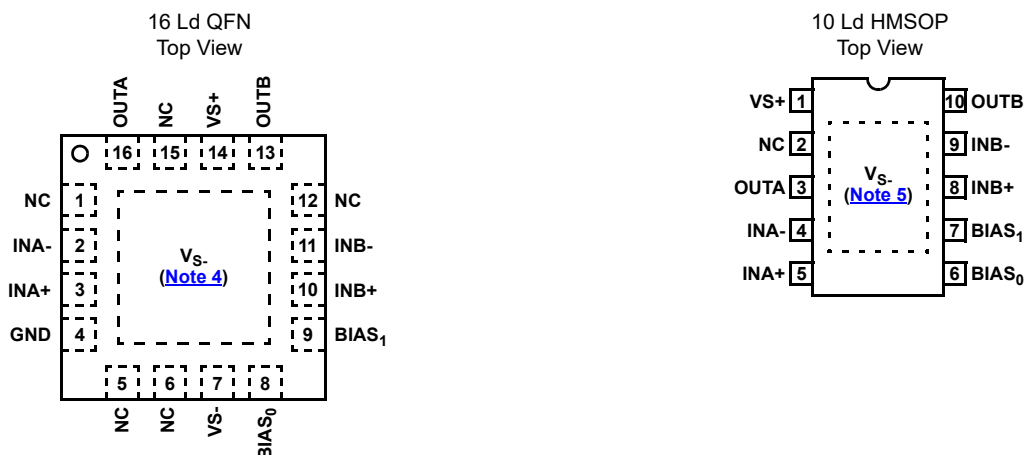 16 Ld QFN
Top View
OUTA
NC
VS+
OUTB
16
15
14
13
NC
1
12
NC
INA-
2
11
INB-
INA+
3
10
INB+
GND
4
9
BIAS1
VS-
(Note 4)
5
6
7
8
NC
NC
VS-
BIAS0
10 Ld HMSOP
Top View
VS+
1
10
OUTB
NC
2
9
INB-
OUTA
3
8
INB+
INA-
4
7
BIAS1
INA+
5
6
BIAS0
VS-
(Note 5)